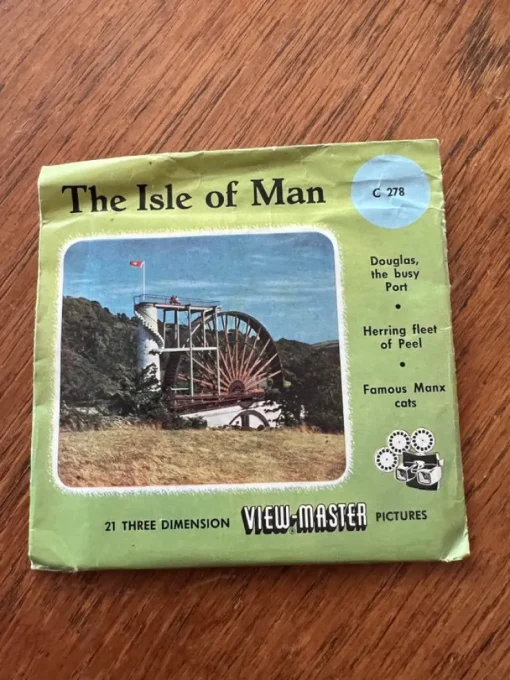 The Isle of Man
C 278
Douglas,
the busy
Port
•
Herring fleet
of Peel
•
Famous Manx
cats
21 THREE DIMENSION VIEW-MASTER® PICTURES